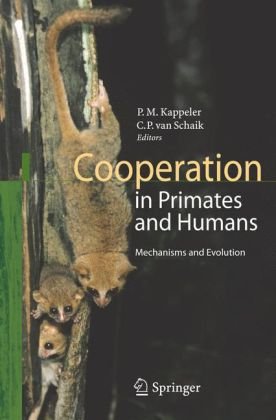 P. M. Kappeler
C. P. van Schaik
Editors
Cooperation
in Primates
and Humans
Mechanisms and Evolution
Springer